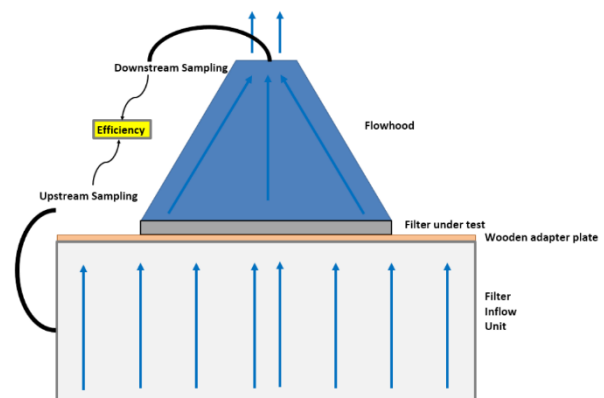 Downstream Sampling
Flowhood
Efficiency
Upstream Sampling
Filter under test
Wooden adapter plate
Filter
Inflow
Unit